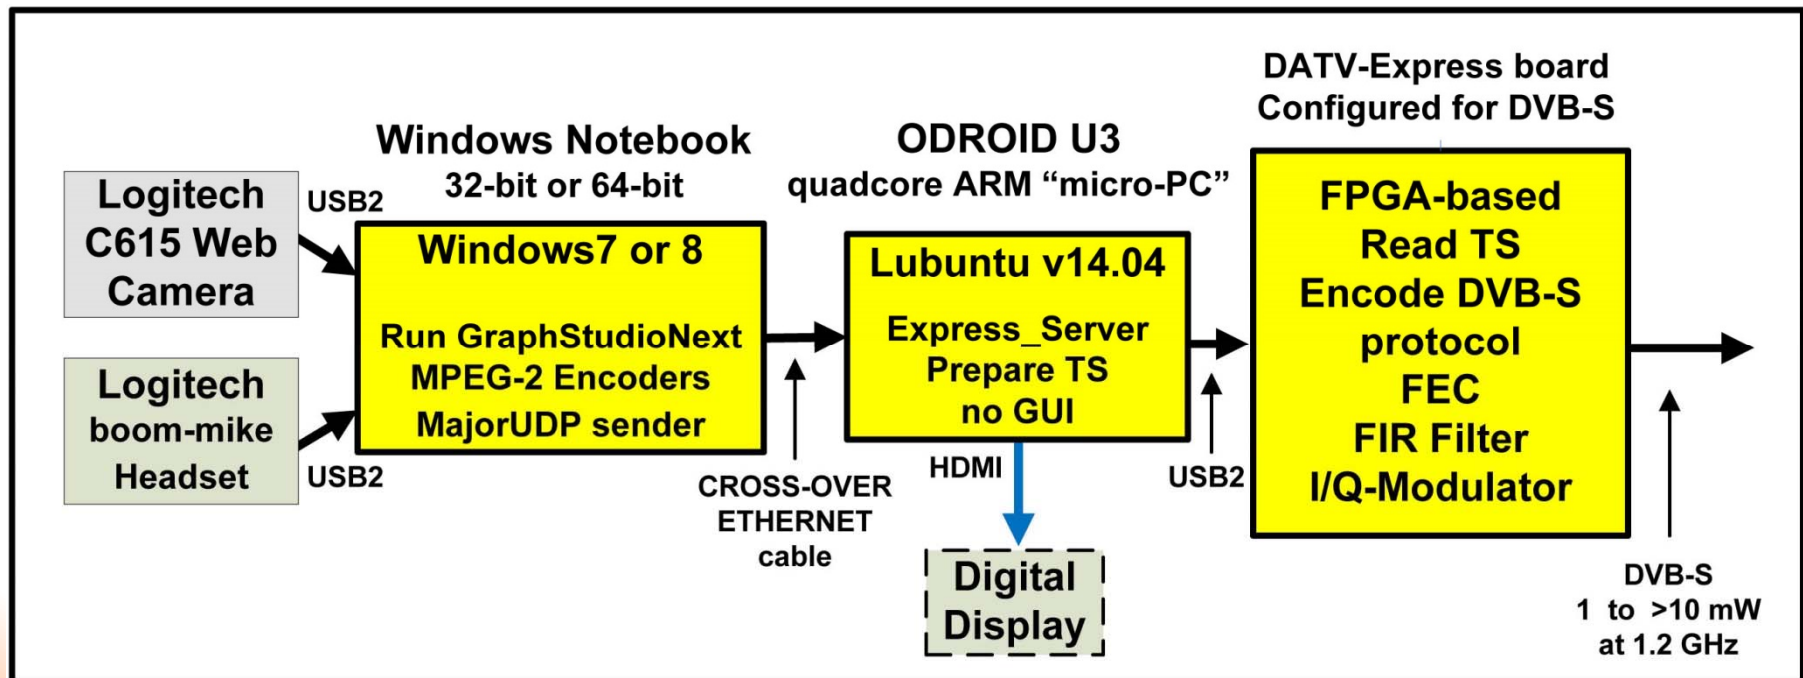 Logitech
C615 Web
Camera
USB2
Logitech
boom-mike
Headset
USB2
Windows Notebook
32-bit or 64-bit
Windows7 or 8
Run GraphStudioNext
MPEG-2 Encoders
MajorUDP sender
CROSS-OVER
ETHERNET
cable
ODROID U3
quadcore ARM “micro-PC”
Lubuntu v14.04
Express_Server
Prepare TS
no GUI
HDMI
Digital
Display
USB2
DATV-Express board
Configured for DVB-S
FPGA-based
Read TS
Encode DVB-S
protocol
FEC
FIR Filter
I/Q-Modulator
DVB-S
1 to >10 mW
at 1.2 GHz